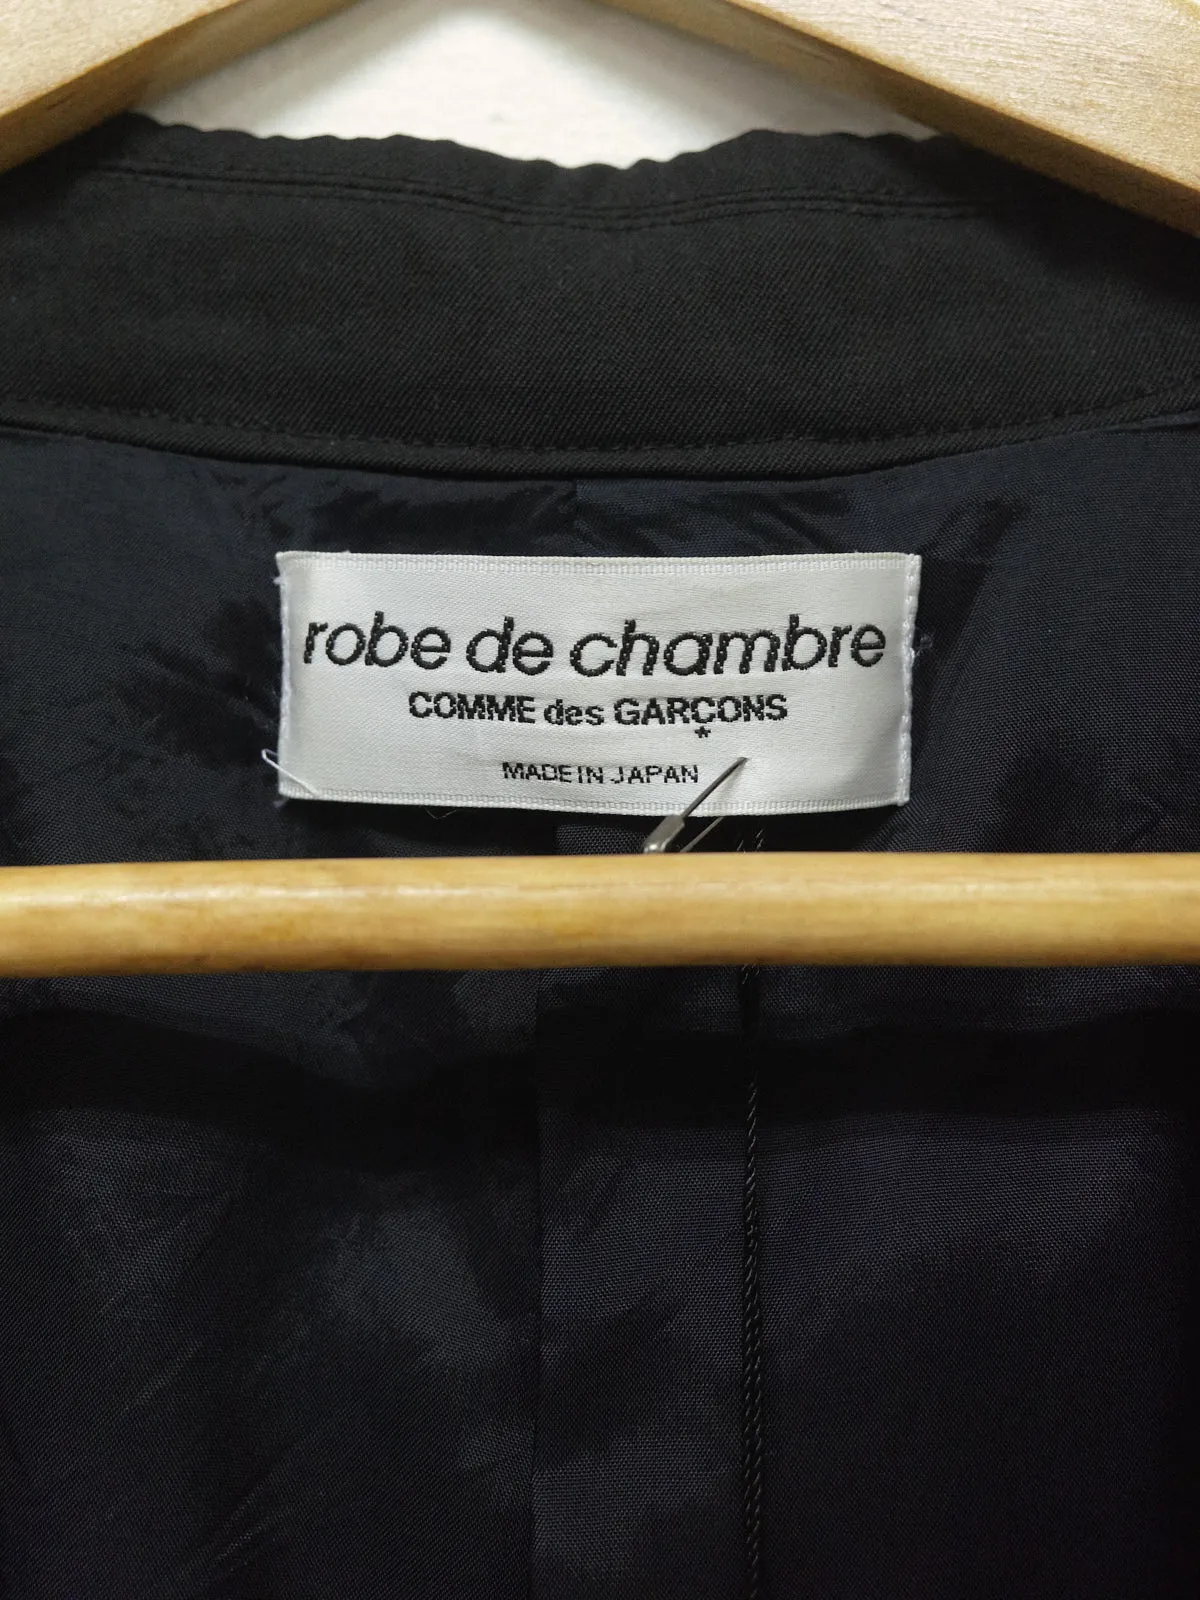 robe de chambre
COMME des GARÇONS
*
MADE IN JAPAN